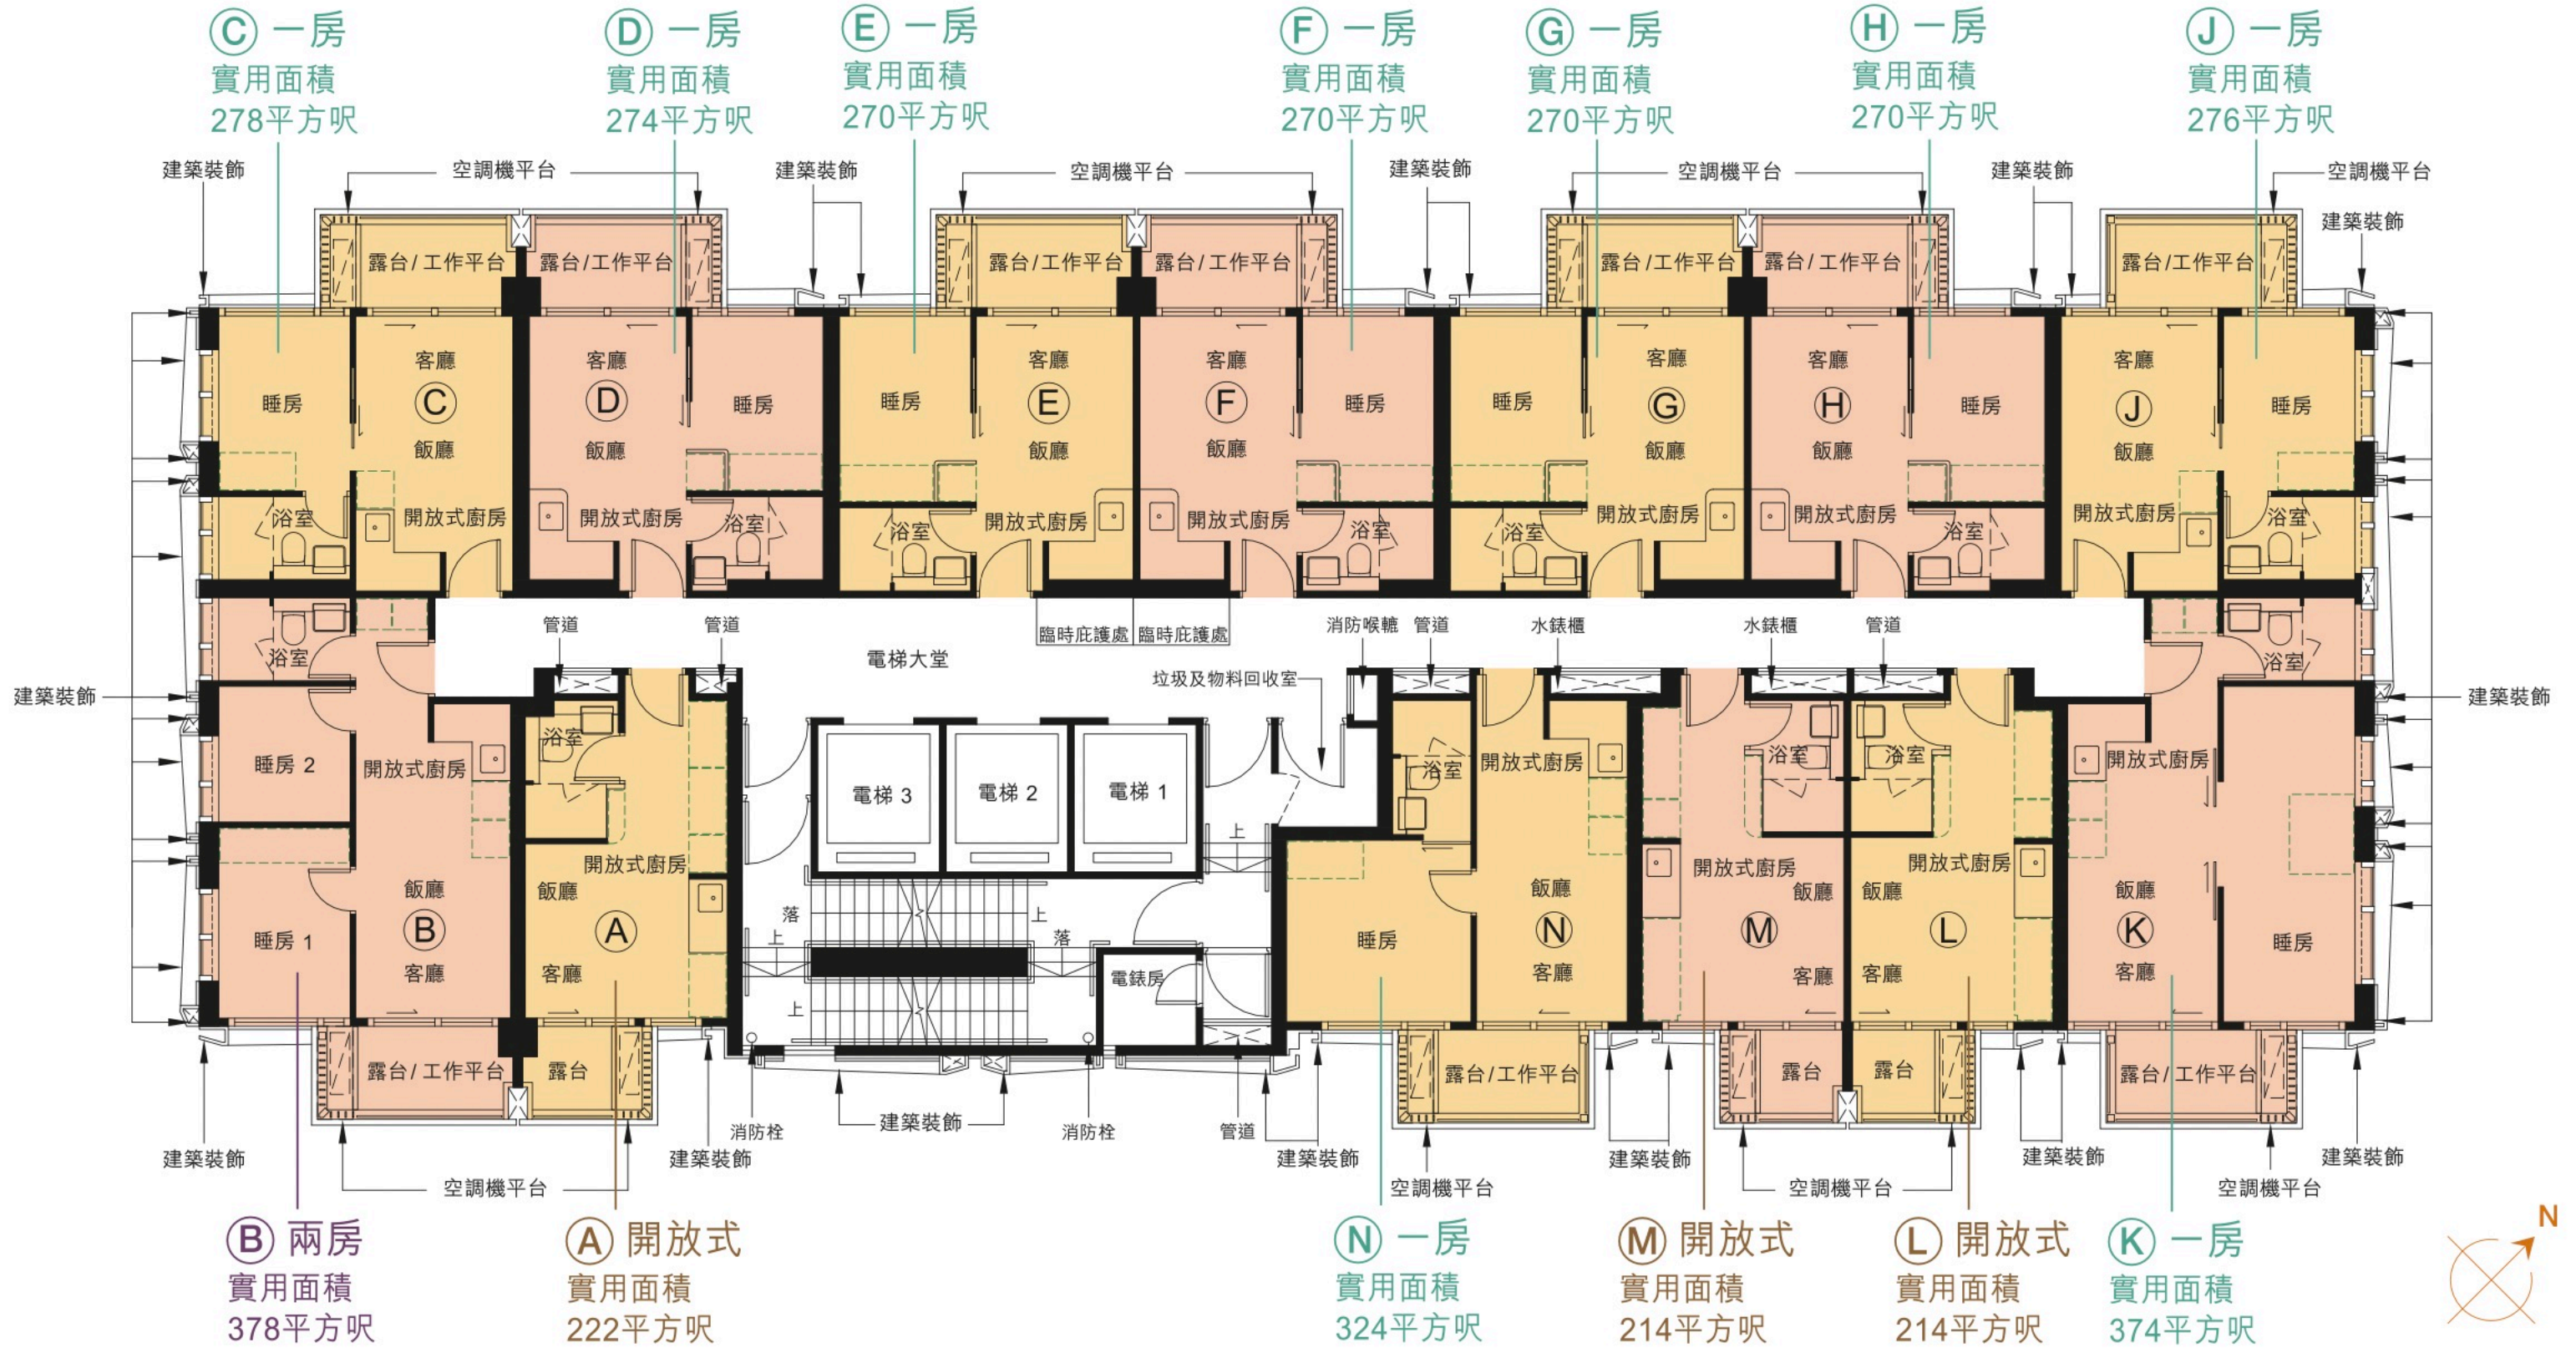 C 一房
實用面積
278平方呎
D 一房
實用面積
274平方呎
E 一房
實用面積
270平方呎
F 一房
實用面積
270平方呎
G 一房
實用面積
270平方呎
H 一房
實用面積
270平方呎
J 一房
實用面積
276平方呎
建築裝飾
空調機平台
建築裝飾
空調機平台
建築裝飾
空調機平台
建築裝飾
空調機平台
建築裝飾
露台/工作平台
露台/工作平台
露台/工作平台
露台/工作平台
露台/工作平台
露台/工作平台
露台/工作平台
睡房
客廳
C
飯廳
浴室
開放式廚房
客廳
D
飯廳
睡房
開放式廚房
浴室
睡房
客廳
E
飯廳
浴室
開放式廚房
客廳
F
飯廳
睡房
開放式廚房
浴室
睡房
客廳
G
飯廳
浴室
開放式廚房
客廳
H
飯廳
睡房
開放式廚房
浴室
客廳
J
飯廳
睡房
開放式廚房
浴室
管道
管道
電梯大堂
臨時庇護處
臨時庇護處
消防喉轆
管道
水錶櫃
水錶櫃
管道
垃圾及物料回收室
建築裝飾
建築裝飾
浴室
睡房 2
開放式廚房
睡房 1
飯廳
B
客廳
浴室
開放式廚房
飯廳
A
客廳
電梯 3
電梯 2
電梯 1
上
落
上
上
落
上
電錶房
浴室
開放式廚房
睡房
飯廳
N
客廳
浴室
開放式廚房
飯廳
M
客廳
浴室
開放式廚房
飯廳
L
客廳
浴室
開放式廚房
飯廳
K
客廳
睡房
露台/工作平台
露台
露台/工作平台
露台
露台
露台/工作平台
建築裝飾
空調機平台
建築裝飾
消防栓
建築裝飾
消防栓
管道
建築裝飾
空調機平台
建築裝飾
空調機平台
建築裝飾
空調機平台
建築裝飾
B 兩房
實用面積
378平方呎
A 開放式
實用面積
222平方呎
N 一房
實用面積
324平方呎
M 開放式
實用面積
214平方呎
L 開放式
實用面積
214平方呎
K 一房
實用面積
374平方呎
N